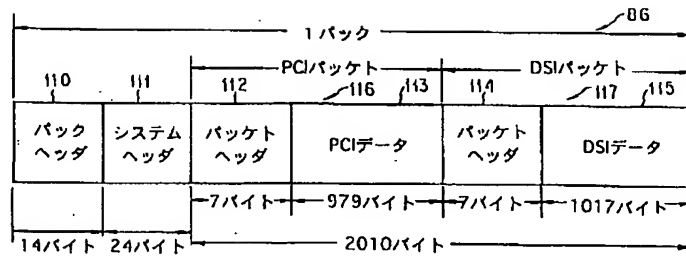 86
1パック
PCIパケット
DSIパケット
110
111
112
116
113
114
117
115
パック
ヘッダ
システム
ヘッダ
パケット
ヘッダ
PCIデータ
パケット
ヘッダ
DSIデータ
7バイト
979バイト
7バイト
1017バイト
14バイト
24バイト
2010バイト